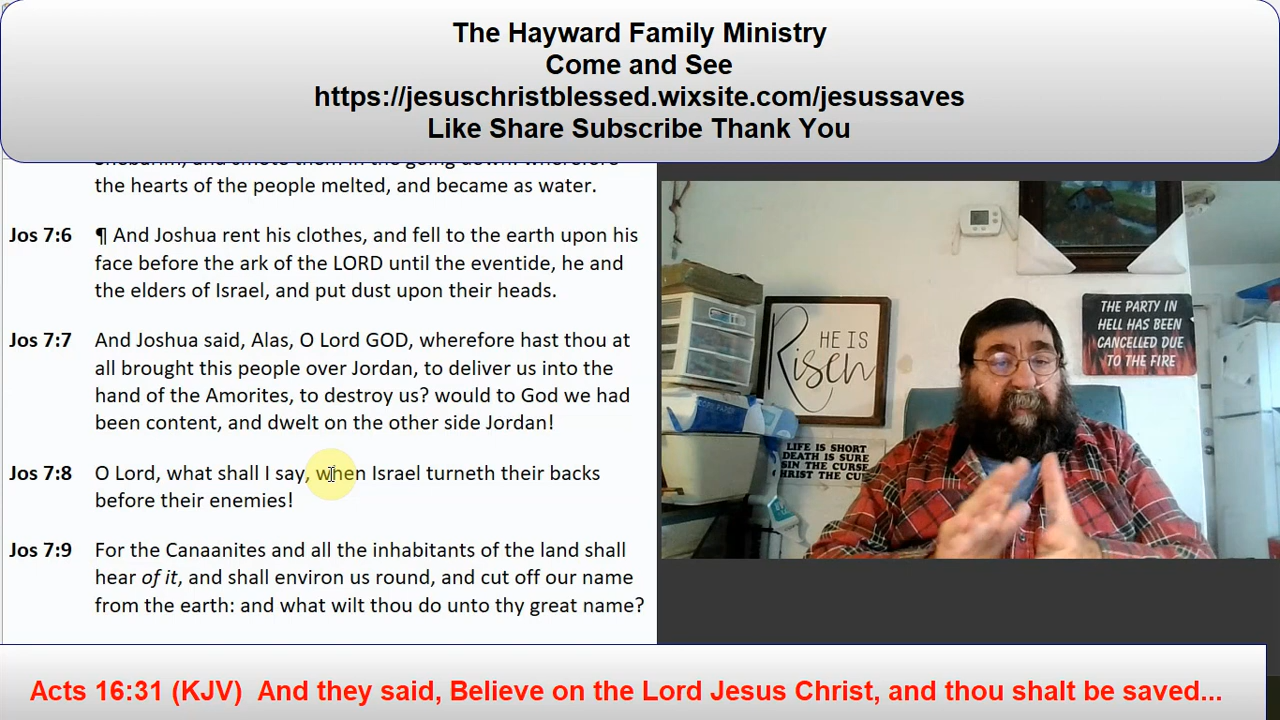 The Hayward Family Ministry
Come and See
https://jesuschristblessed.wixsite.com/jesussaves
Like Share Subscribe Thank You
the hearts of the people melted, and became as water.
Jos 7:6 ¶ And Joshua rent his clothes, and fell to the earth upon his
face before the ark of the LORD until the eventide, he and
the elders of Israel, and put dust upon their heads.
Jos 7:7 And Joshua said, Alas, O Lord GOD, wherefore hast thou at
all brought this people over Jordan, to deliver us into the
hand of the Amorites, to destroy us? would to God we had
been content, and dwelt on the other side Jordan!
Jos 7:8 O Lord, what shall I say, when Israel turneth their backs
before their enemies!
Jos 7:9 For the Canaanites and all the inhabitants of the land shall
hear of it, and shall environ us round, and cut off our name
from the earth: and what wilt thou do unto thy great name?
HE IS
Risen
THE PARTY IN
HELL HAS BEEN
CANCELLED DUE
TO THE FIRE
LIFE IS SHORT
DEATH IS SURE
SIN THE CURSE
CHRIST THE CU
Acts 16:31 (KJV) And they said, Believe on the Lord Jesus Christ, and thou shalt be saved...